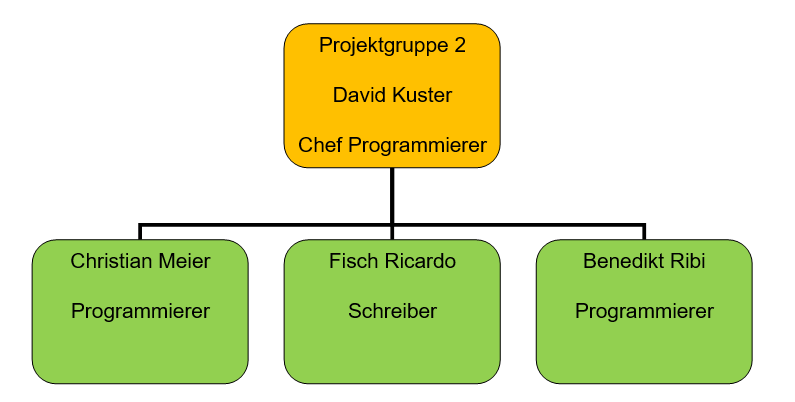 Projektgruppe 2
David Kuster
Chef Programmierer
Christian Meier
Programmierer
Fisch Ricardo
Schreiber
Benedikt Ribi
Programmierer